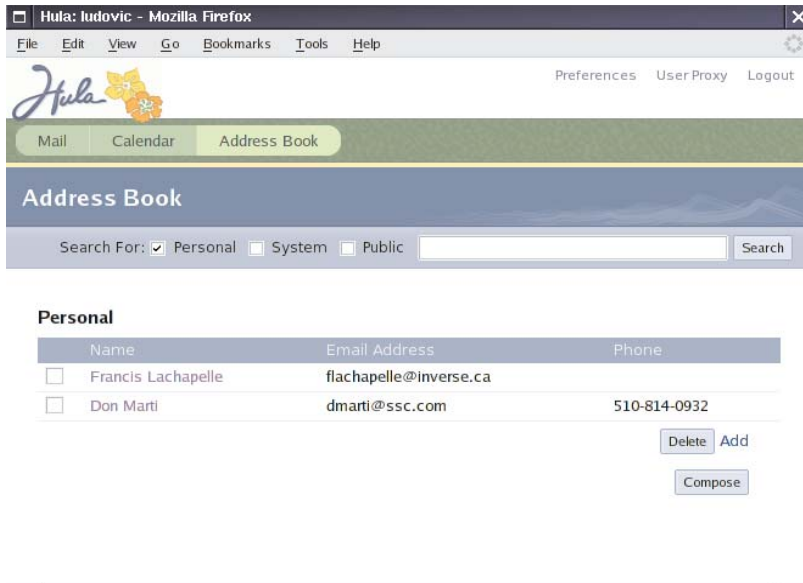 Hula: ludovic - Mozilla Firefox
File Edit View Go Bookmarks Tools Help
Hula
Preferences User Proxy Logout
Mail Calendar Address Book
Address Book
Search For: Personal System Public Search
Personal
Name Email Address Phone
Francis Lachapelle flachapelle@inverse.ca
Don Marti dmarti@ssc.com 510-814-0932
Delete Add
Compose